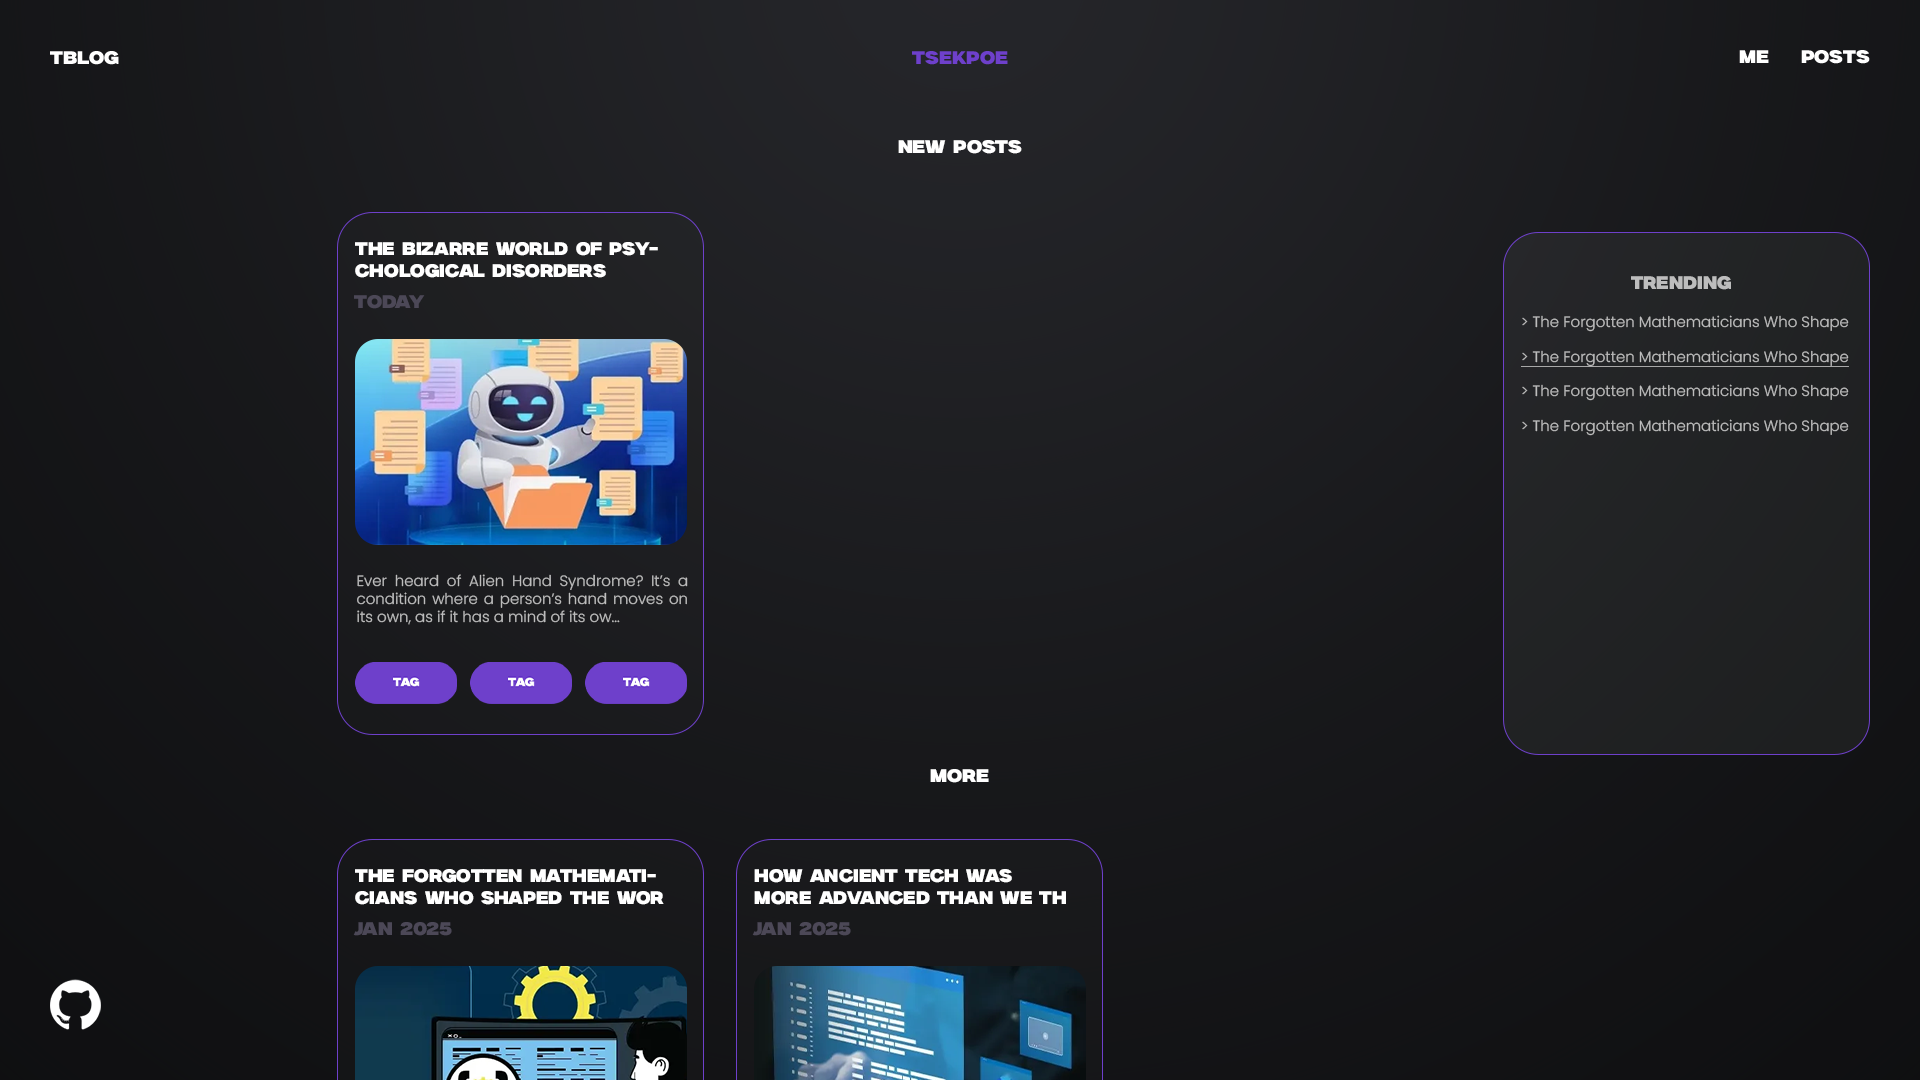 TBLOG
TSEKPOE
ME
POSTS
NEW POSTS
THE BIZARRE WORLD OF PSY-
CHOLOGICAL DISORDERS
TODAY
Ever heard of Alien Hand Syndrome? It's a
condition where a person's hand moves on
its own, as if it has a mind of its ow...
TAG
TAG
TAG
TRENDING
> The Forgotten Mathematicians Who Shape
> The Forgotten Mathematicians Who Shape
> The Forgotten Mathematicians Who Shape
> The Forgotten Mathematicians Who Shape
MORE
THE FORGOTTEN MATHEMATI-
CIANS WHO SHAPED THE WOR
JAN 2025
HOW ANCIENT TECH WAS
MORE ADVANCED THAN WE TH
JAN 2025